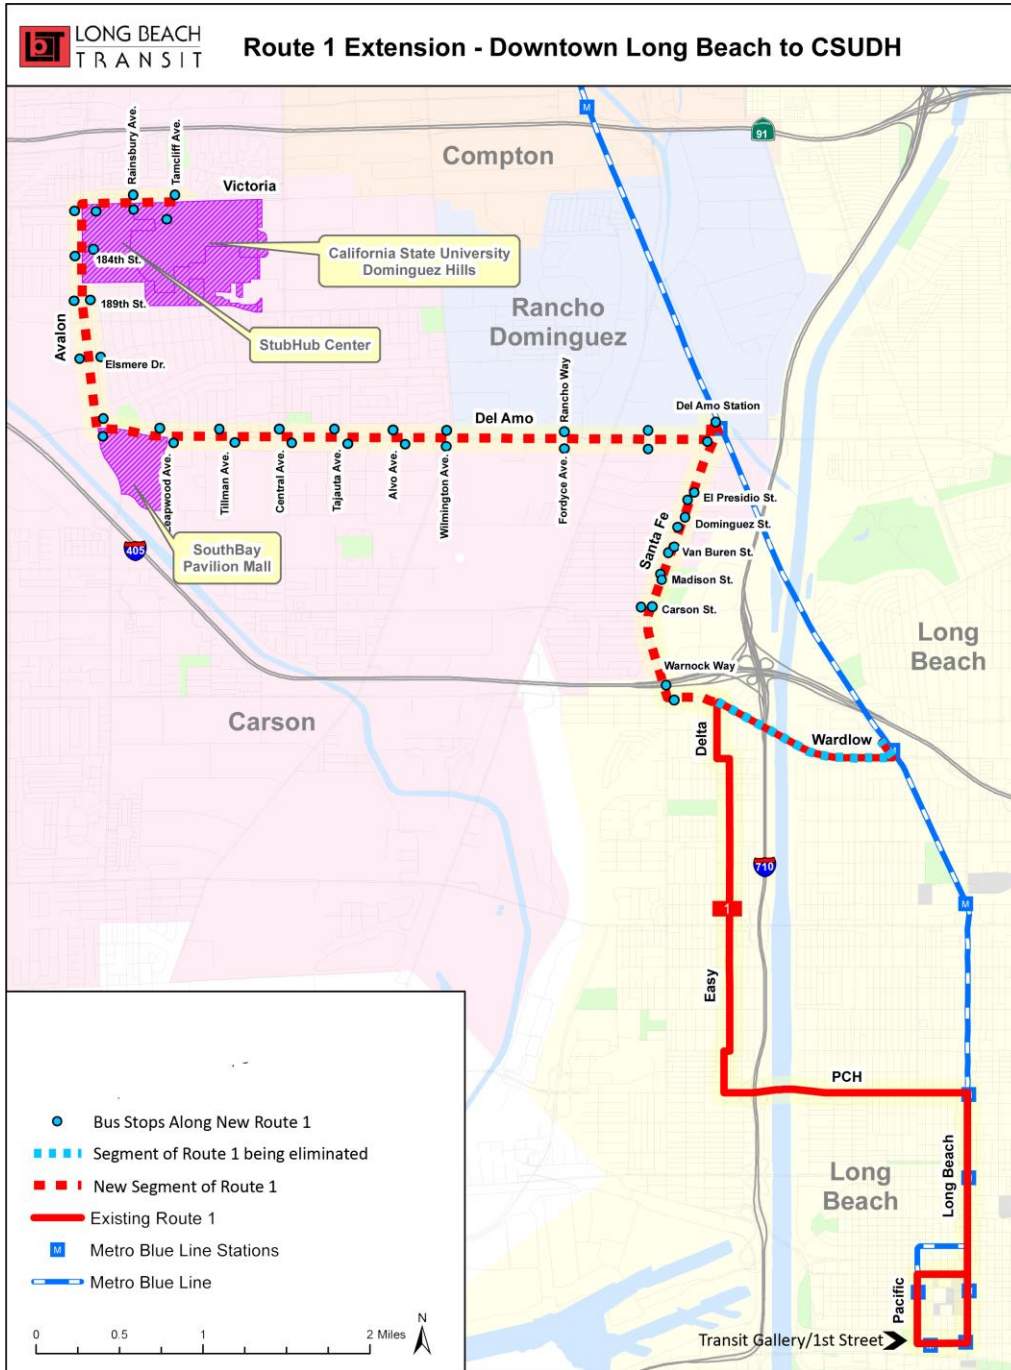 LBT
LONG BEACH
TRANSIT
Route 1 Extension - Downtown Long Beach to CSUDH
M
91
Compton
Rainsbury Ave.
Tamcliff Ave.
Victoria
California State University
Dominguez Hills
184th St.
189th St.
StubHub Center
Rancho
Dominguez
Avalon
Elsmere Dr.
Del Amo
Rancho Way
Del Amo Station
Leapwood Ave.
Tillman Ave.
Central Ave.
Tajauta Ave.
Alvo Ave.
Wilmington Ave.
Fordyce Ave.
El Presidio St.
Dominguez St.
Santa Fe
Van Buren St.
405
SouthBay
Pavilion Mall
Madison St.
Carson St.
Long
Beach
Warnock Way
Carson
Delta
Wardlow
710
M
1
Easy
PCH
Long Beach
Long
Beach
Bus Stops Along New Route 1
Segment of Route 1 being eliminated
New Segment of Route 1
Existing Route 1
M
Metro Blue Line Stations
Metro Blue Line
Pacific
N
0 0.5 1 2 Miles
Transit Gallery/1st Street